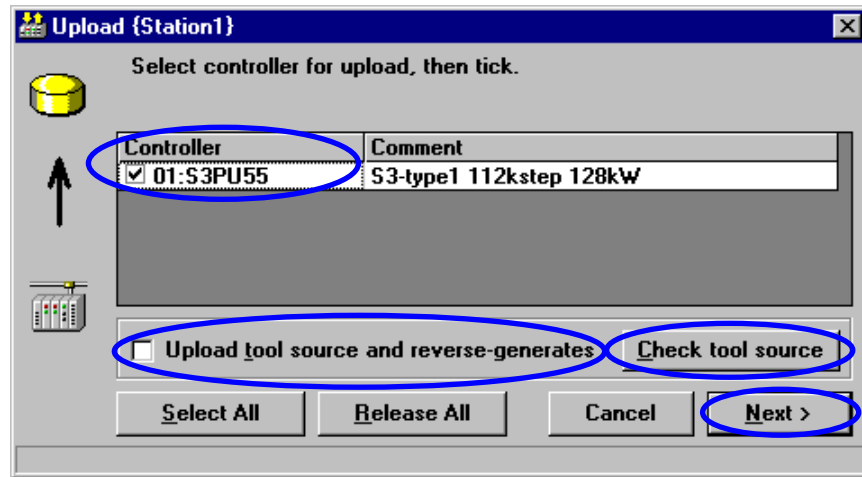 Upload {Station1}
Select controller for upload, then tick.
Controller Comment
01:S3PU55 S3-type1 112kstep 128kW
Upload tool source and reverse-generates Check tool source
Select All Release All Cancel Next >